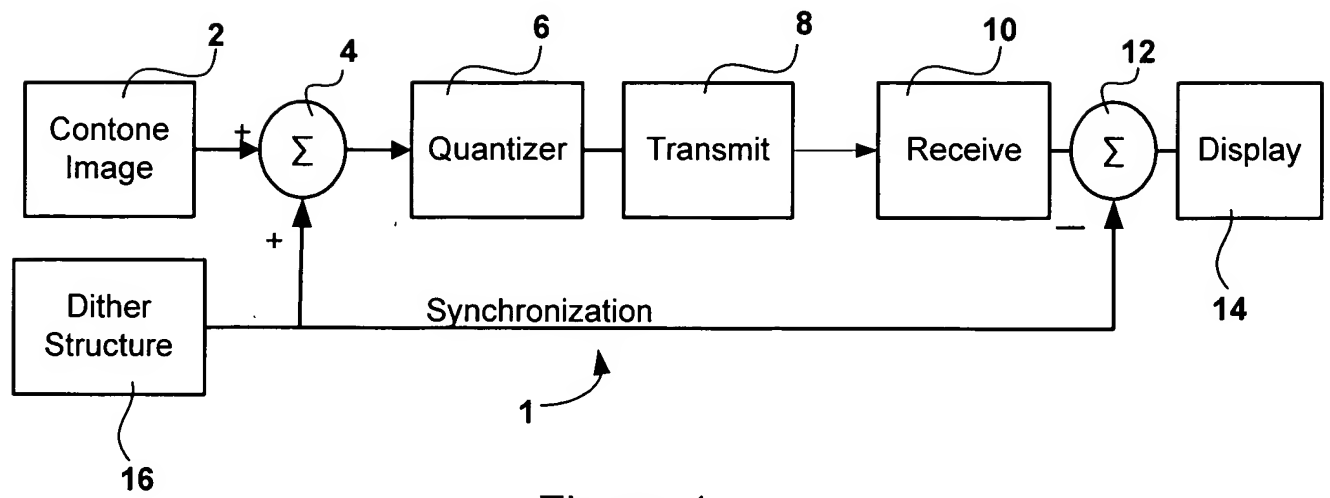 2
4
6
8
10
12
Contone
Image
+
Σ
Quantizer
Transmit
Receive
Σ
Display
+
—
Dither
Structure
Synchronization
14
1
16